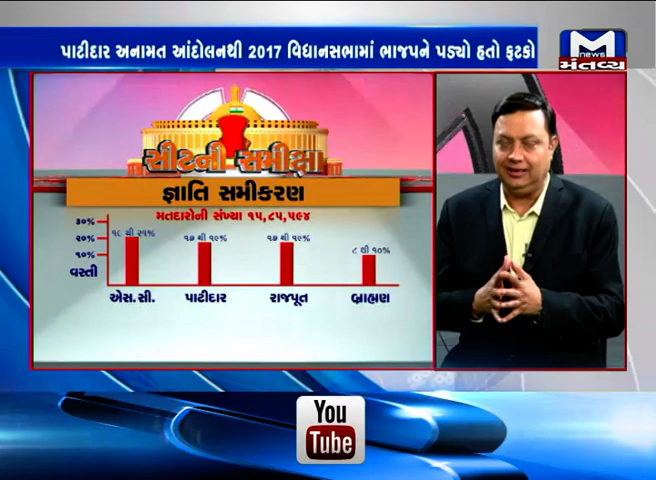 પાટીદાર અનામત આંદોલનથી 2017 વિધાનસભામાં ભાજપને પડ્યો હતો ફટકો
M
news
મંતવ્ય
સીટની સમીક્ષા
જ્ઞાતિ સમીકરણ
મતદારોની સંખ્યા ૧૫,૮૫,૫૯૪
૩૦%
૨૦%
૧૦%
વસ્તી
૧૯ થી ૨૧%
૧૭ થી ૧૯%
૧૭ થી ૧૯%
૮ થી ૧૦%
એસ.સી. પાટીદાર રાજપૂત બ્રાહ્મણ
You
Tube